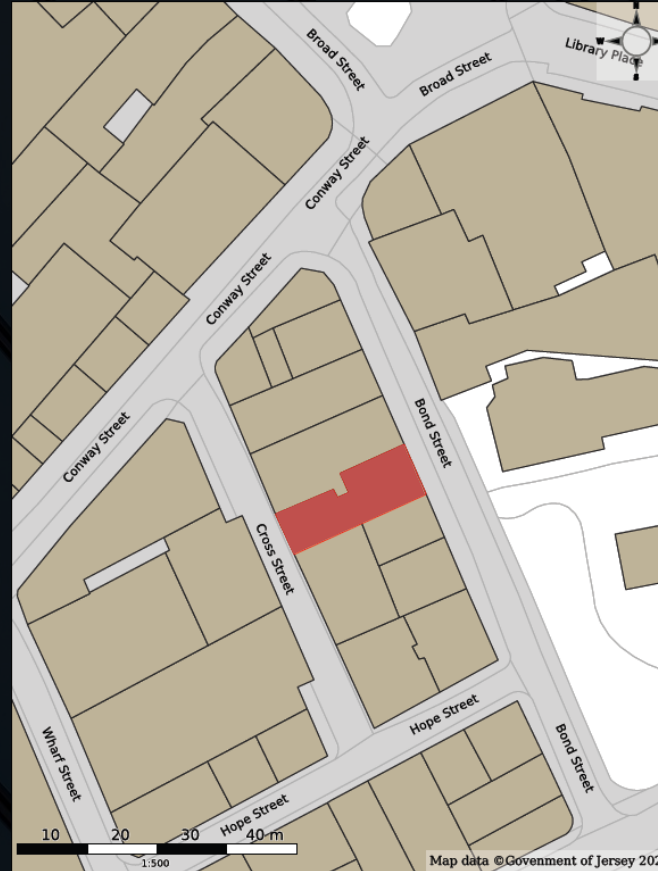 Broad Street
Broad Street
Library Place
Conway Street
Conway Street
Conway Street
Bond Street
Cross Street
Hope Street
Wharf Street
Bond Street
Hope Street
10 20 30 40 m
1:500
Map data ©Govenment of Jersey 202